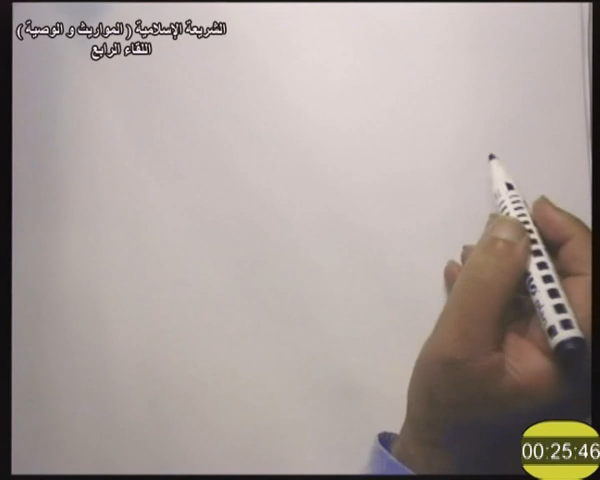 الشريعة الإسلامية ( المواريث و الوصية )
اللقاء الرابع
00:25:46